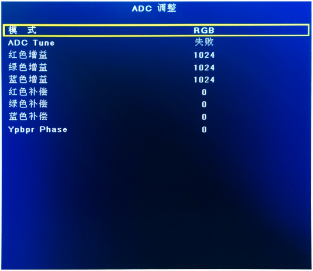 ADC 调整
模 式 RGB
ADC Tune 失败
红色增益 1024
绿色增益 1024
蓝色增益 1024
红色补偿 0
绿色补偿 0
蓝色补偿 0
Ypbpr Phase 0